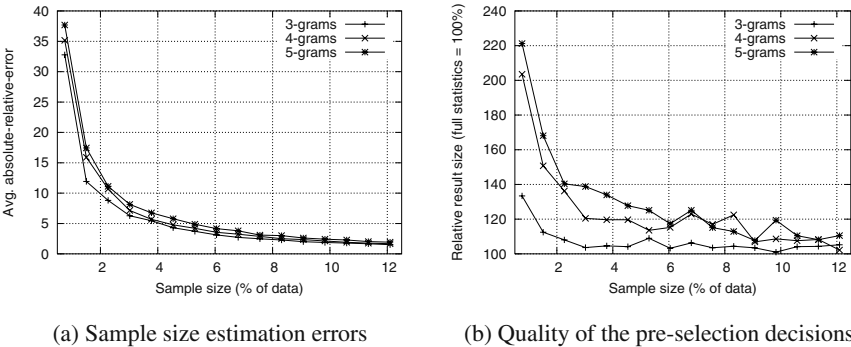 40
35
30
25
20
15
10
5
0
2 4 6 8 10 12
Avg. absolute-relative-error
Sample size (% of data)
3-grams
4-grams
5-grams
(a) Sample size estimation errors
240
220
200
180
160
140
120
100
2 4 6 8 10 12
Relative result size (full statistics = 100%)
Sample size (% of data)
3-grams
4-grams
5-grams
(b) Quality of the pre-selection decisions